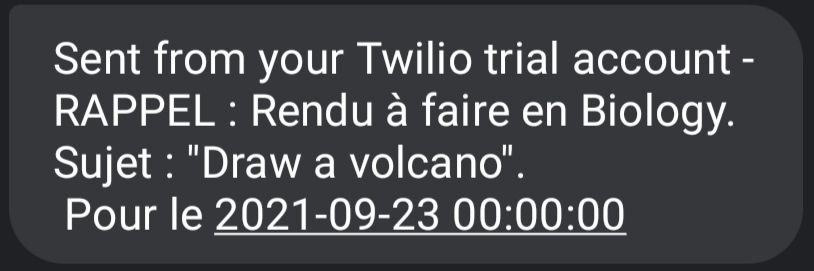 Sent from your Twilio trial account -
RAPPEL : Rendu à faire en Biology.
Sujet : "Draw a volcano".
Pour le 2021-09-23 00:00:00